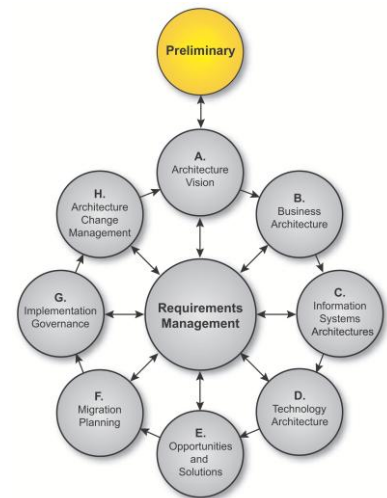 Preliminary
A.
Architecture
Vision
B.
Business
Architecture
C.
Information
Systems
Architectures
D.
Technology
Architecture
E.
Opportunities
and
Solutions
F.
Migration
Planning
G.
Implementation
Governance
H.
Architecture
Change
Management
Requirements
Management